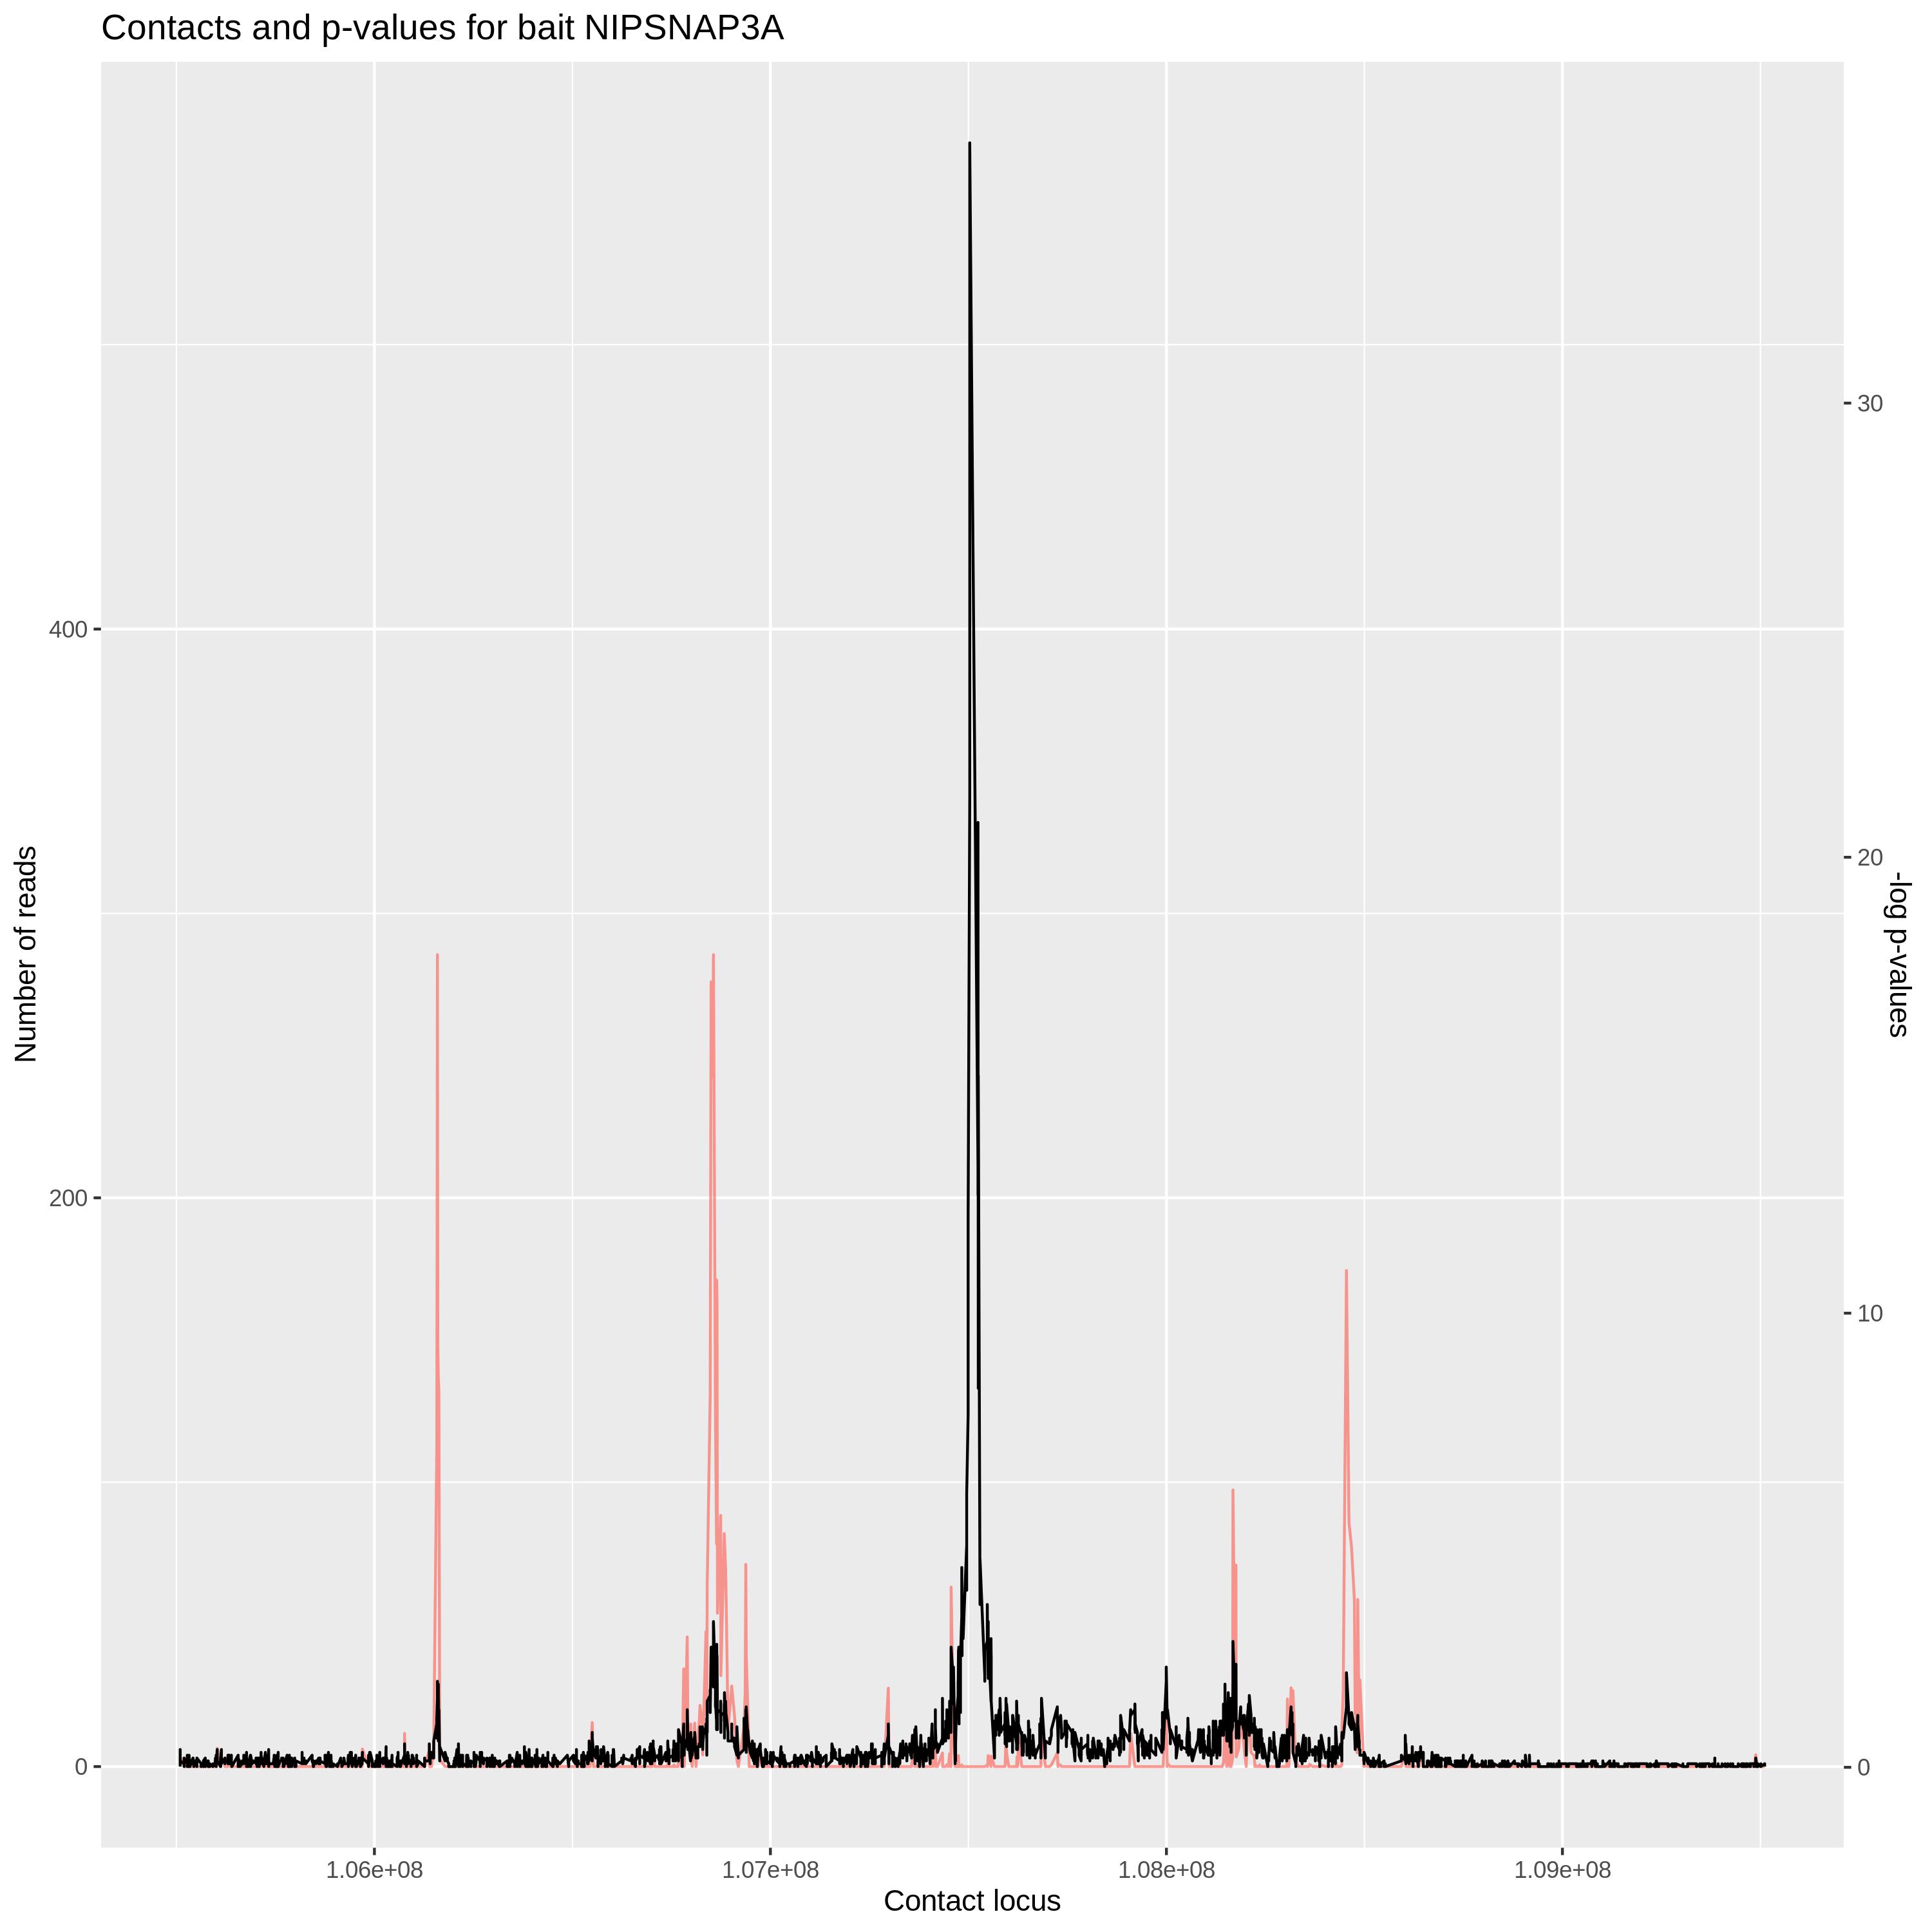 Contacts and p-values for bait NIPSNAP3A
Number of reads
400
200
0
30
20
10
0
-log p-values
1.06e+08
1.07e+08
1.08e+08
1.09e+08
Contact locus